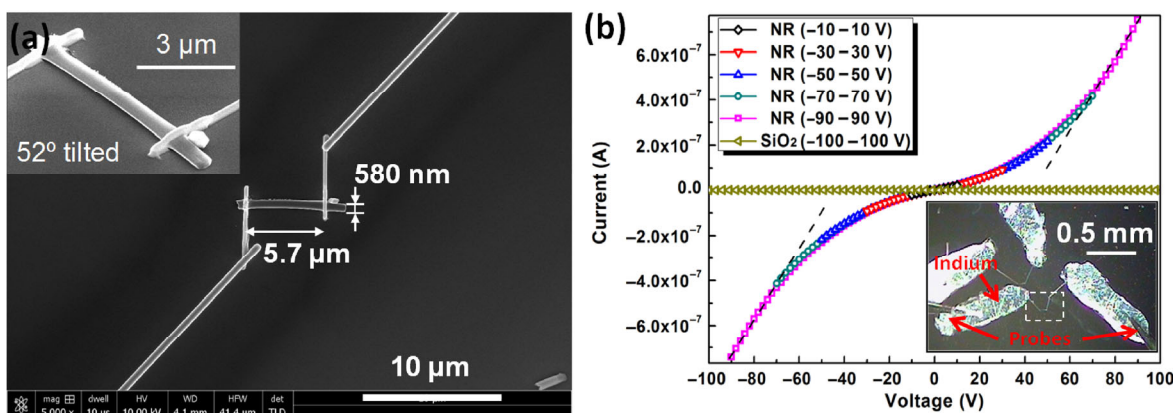 (a)
3 µm
52º tilted
580 nm
5.7 µm
10 µm
mag dwell HV WD HFW det
5 000 x 10 µs 10.00 kV 4.1 mm 41.4 µm TLD
(b)
Current (A)
6.0x10⁻⁷
4.0x10⁻⁷
2.0x10⁻⁷
0.0
−2.0x10⁻⁷
−4.0x10⁻⁷
−6.0x10⁻⁷
NR (−10−10 V)
NR (−30−30 V)
NR (−50−50 V)
NR (−70−70 V)
NR (−90−90 V)
SiO₂ (−100−100 V)
0.5 mm
Indium
Probes
−100 −80 −60 −40 −20 0 20 40 60 80 100
Voltage (V)